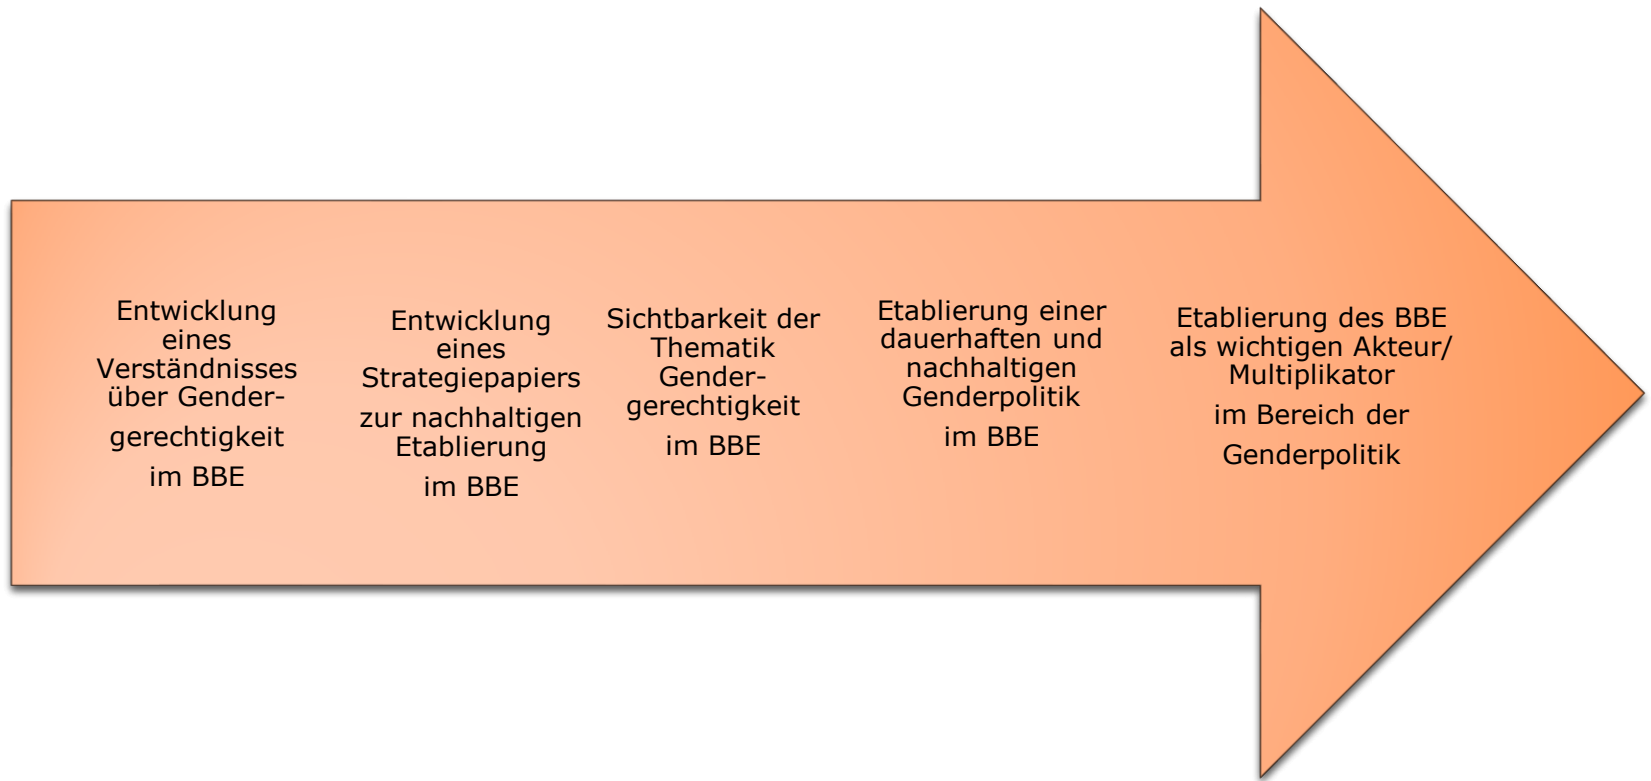 Entwicklung
eines
Verständnisses
über Gender-
gerechtigkeit
im BBE
Entwicklung
eines
Strategiepapiers
zur nachhaltigen
Etablierung
im BBE
Sichtbarkeit der
Thematik
Gender-
gerechtigkeit
im BBE
Etablierung einer
dauerhaften und
nachhaltigen
Genderpolitik
im BBE
Etablierung des BBE
als wichtigen Akteur/
Multiplikator
im Bereich der
Genderpolitik